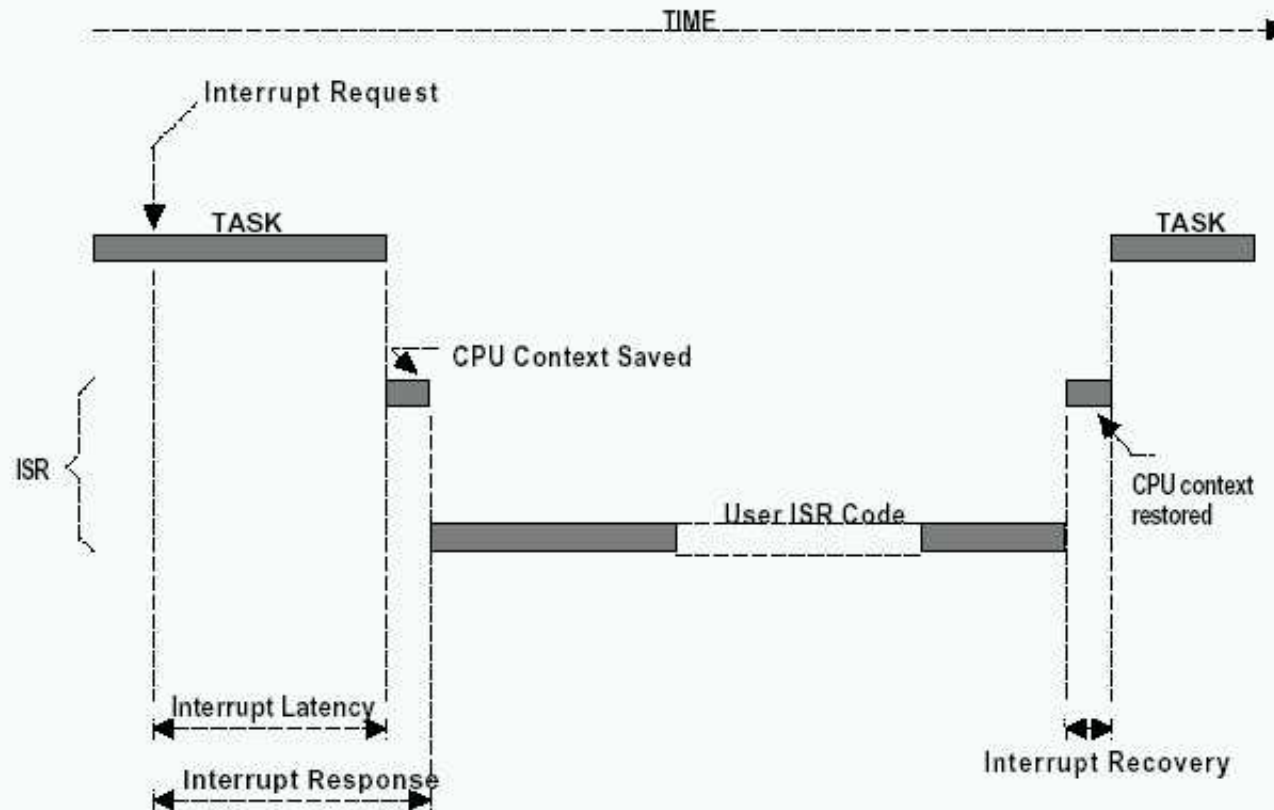 TIME
Interrupt Request
TASK
TASK
CPU Context Saved
ISR
CPU context
restored
User ISR Code
Interrupt Latency
Interrupt Recovery
Interrupt Response